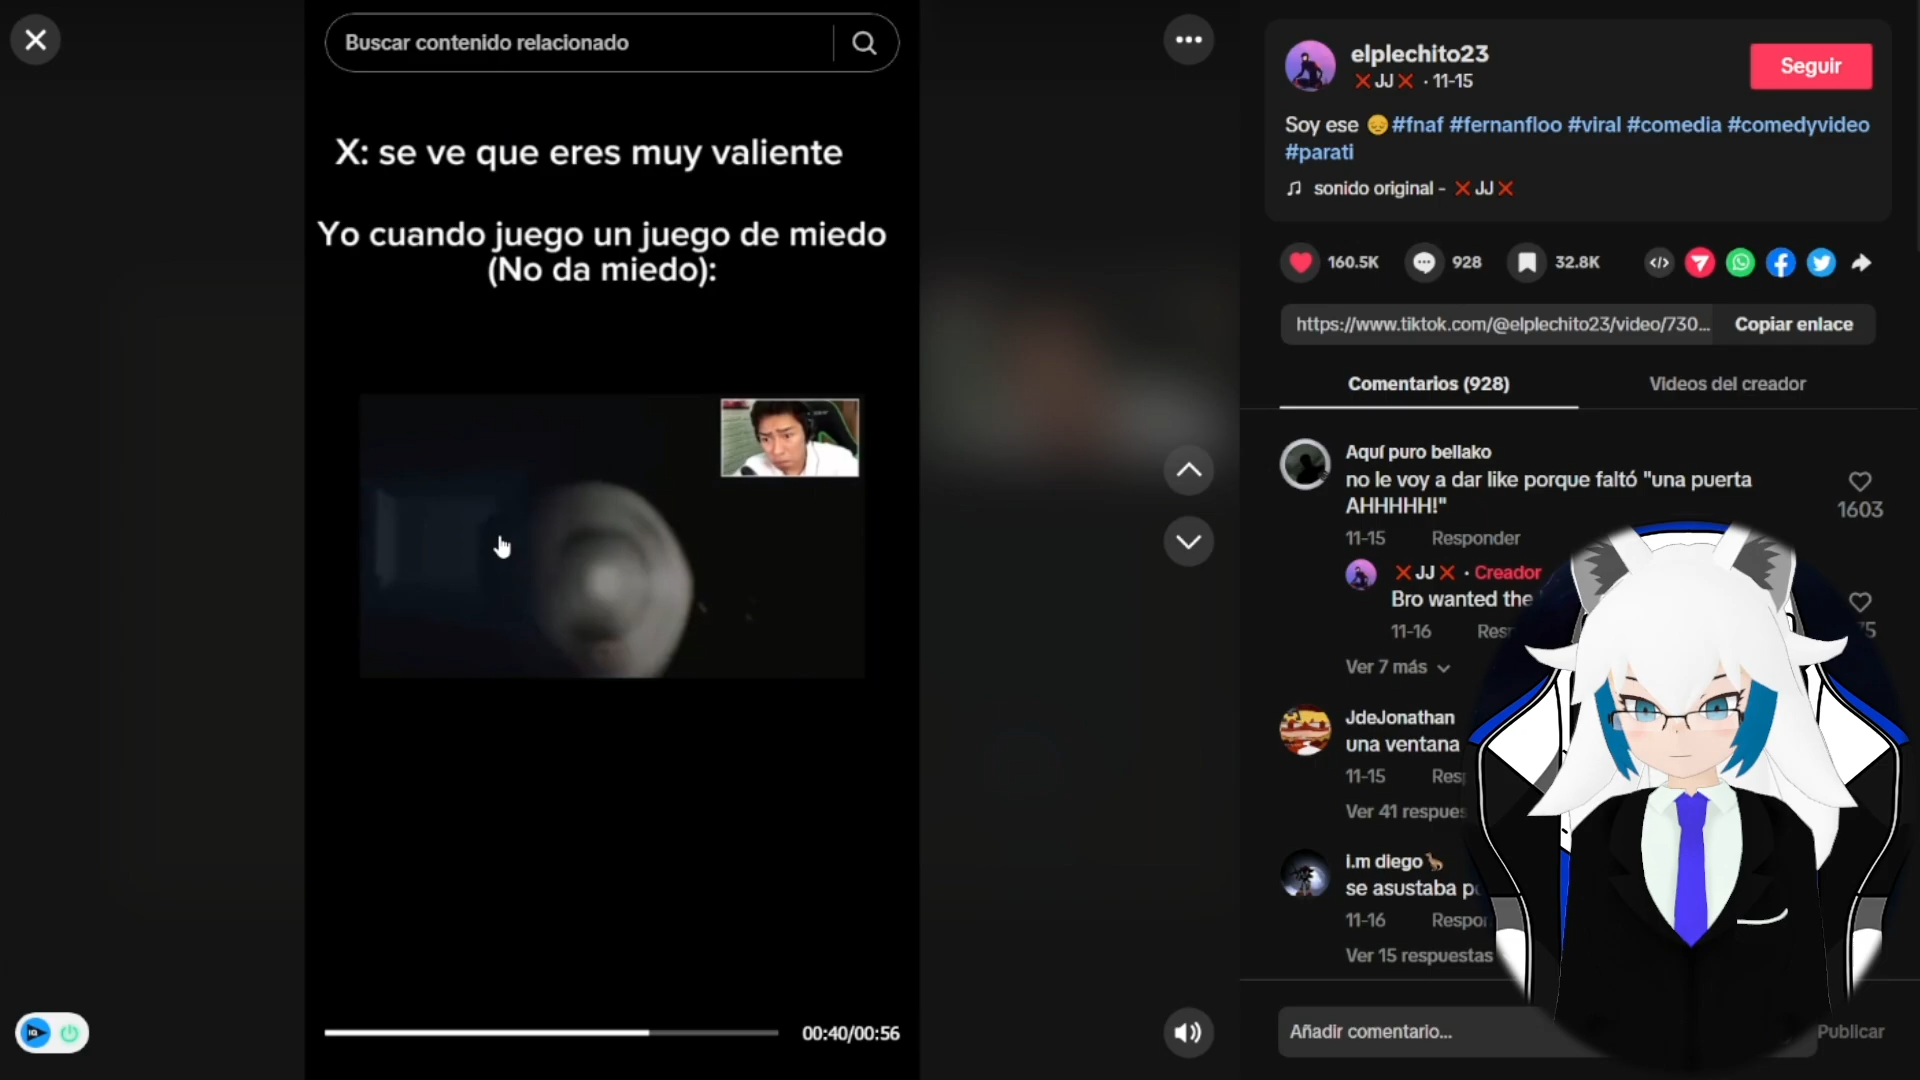 Buscar contenido relacionado
X: se ve que eres muy valiente
Yo cuando juego un juego de miedo
(No da miedo):
00:40/00:56
elplechito23
❌JJ❌ · 11-15
Seguir
Soy ese 😔#fnaf #fernanfloo #viral #comedia #comedyvideo
#parati
♫ sonido original - ❌JJ❌
160.5K
928
32.8K
https://www.tiktok.com/@elplechito23/video/730...
Copiar enlace
Comentarios (928)
Videos del creador
Aquí puro bellako
no le voy a dar like porque faltó "una puerta
AHHHHH!"
1603
11-15 Responder
❌JJ❌ · Creador
Bro wanted the
11-16
Ver 7 más
JdeJonathan
una ventana
11-15
Ver 41 respues
i.m diego🦕
se asustaba
11-16 Respon
Ver 15 respuestas
Añadir comentario...
Publicar